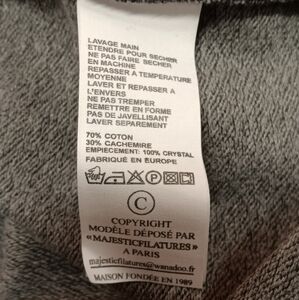 LAVAGE MAIN
ETENDRE POUR SECHER
NE PAS FAIRE SECHER
EN MACHINE
REPASSER A TEMPERATURE
MOYENNE
LAVER ET REPASSER A
L'ENVERS
NE PAS TREMPER
REMETTRE EN FORME
PAS DE JAVELLISANT
LAVER SEPAREMENT
70% COTON
30% CACHEMIRE
EMPIECEMENT: 100% CRYSTAL
FABRIQUÉ EN EUROPE
P
C
COPYRIGHT
MODÈLE DÉPOSÉ PAR
«MAJESTICFILATURES»
A PARIS
majesticfilatures@wanadoo.fr
MAISON FONDÉE EN 1989